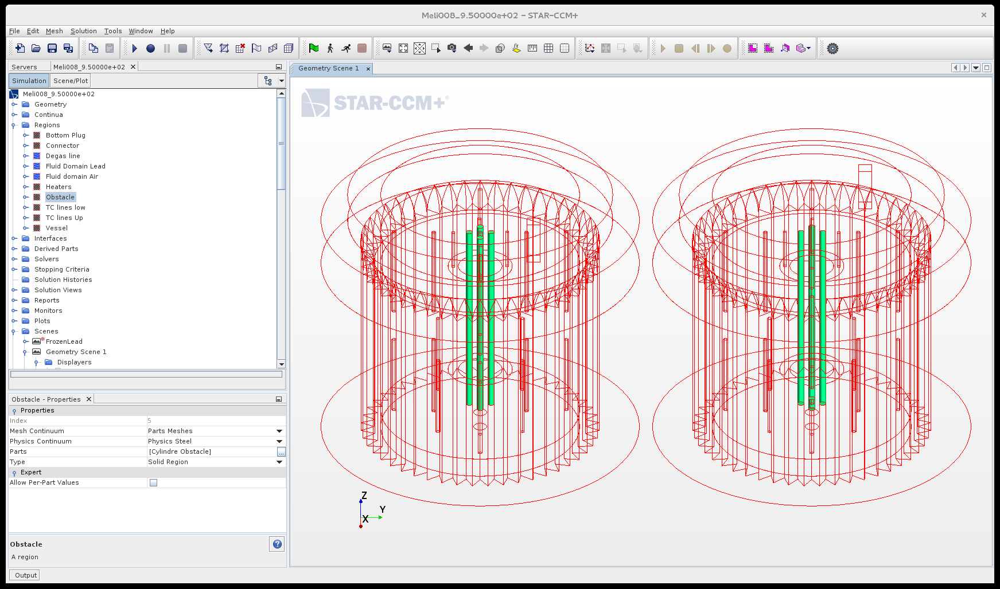 Meli008_9.50000e+02 - STAR-CCM+
File Edit Mesh Solution Tools Window Help
Servers Meli008_9.50000e+02
Simulation Scene/Plot
Meli008_9.50000e+02
Geometry
Continua
Regions
Bottom Plug
Connector
Degas line
Fluid Domain Lead
Fluid domain Air
Heaters
Obstacle
TC lines low
TC lines Up
Vessel
Interfaces
Derived Parts
Solvers
Stopping Criteria
Solution Histories
Solution Views
Reports
Monitors
Plots
Scenes
FrozenLead
Geometry Scene 1
Displayers
Obstacle - Properties
Properties
Index 5
Mesh Continuum Parts Meshes
Physics Continuum Physics Steel
Parts [Cylindre Obstacle] ...
Type Solid Region
Expert
Allow Per-Part Values
Obstacle
?
A region
Output
Geometry Scene 1
STAR-CCM+®
Z
Y
X